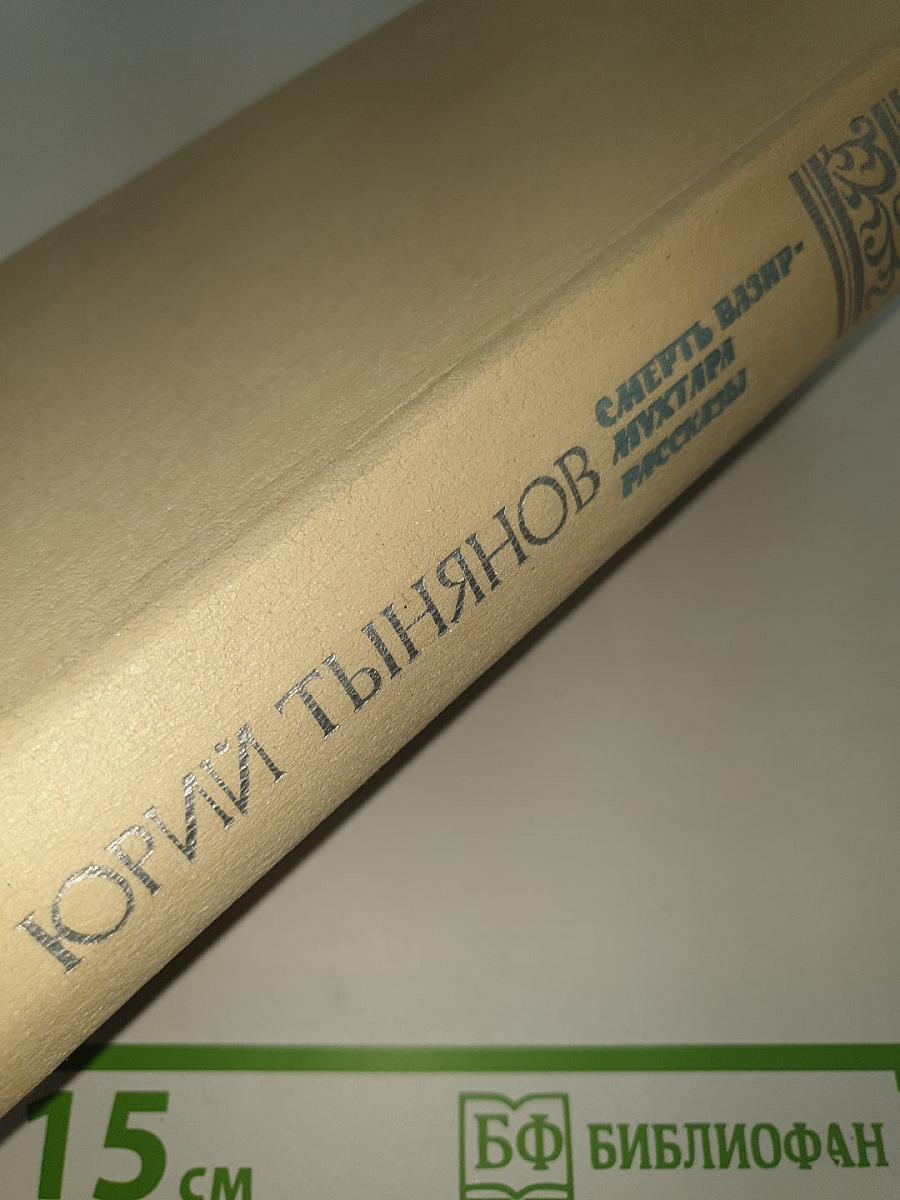 ЮРИЙ ТЫНЯНОВ
СМЕРТЬ ВАЗИР-
МУХТАРА
РАССКАЗЫ
15 см
БФ БИБЛИОФАН